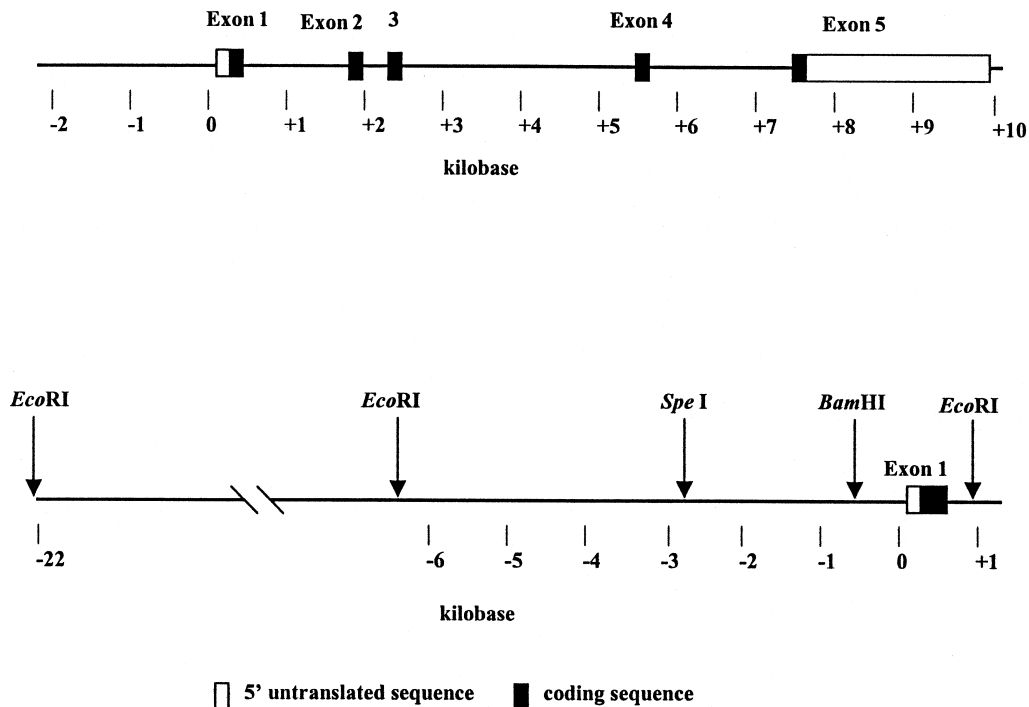 Exon 1 Exon 2 3 Exon 4 Exon 5
-2 -1 0 +1 +2 +3 +4 +5 +6 +7 +8 +9 +10
kilobase
EcoRI EcoRI Spe I BamHI EcoRI
Exon 1
-22 -6 -5 -4 -3 -2 -1 0 +1
kilobase
5' untranslated sequence coding sequence